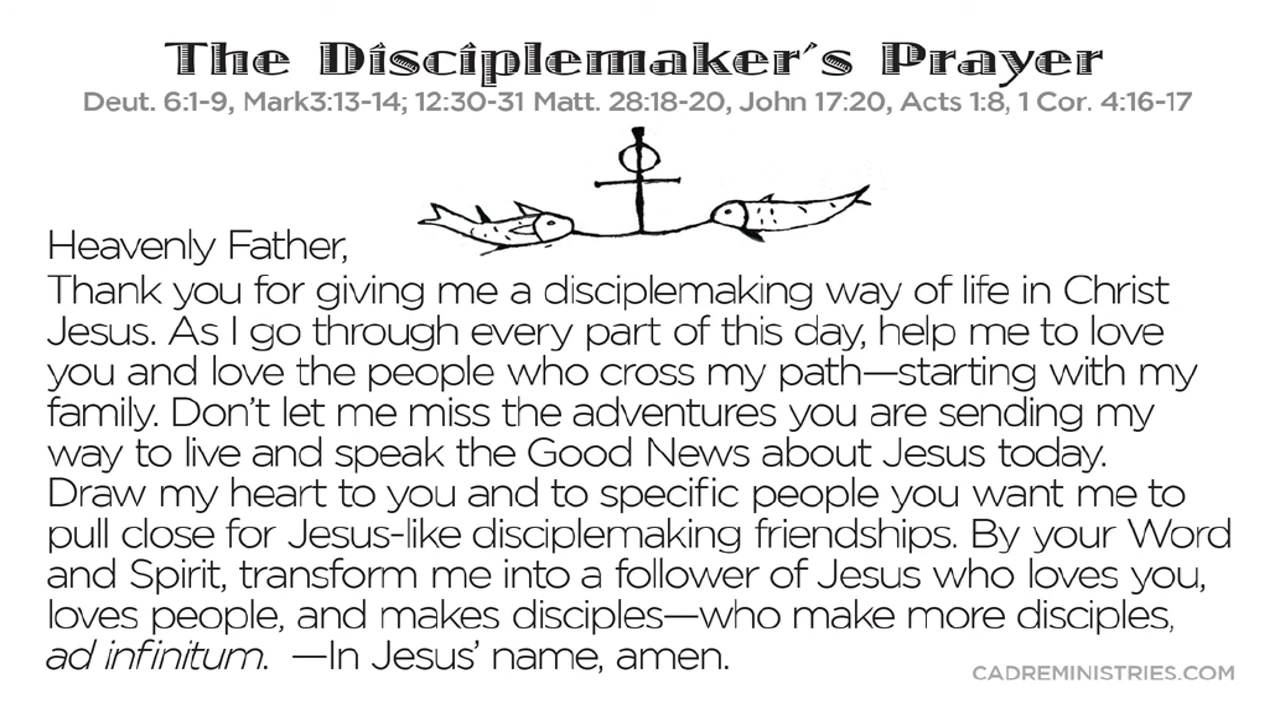 The Disciplemaker's Prayer
Deut. 6:1-9, Mark3:13-14; 12:30-31 Matt. 28:18-20, John 17:20, Acts 1:8, 1 Cor. 4:16-17
Heavenly Father,
Thank you for giving me a disciplemaking way of life in Christ
Jesus. As I go through every part of this day, help me to love
you and love the people who cross my path—starting with my
family. Don't let me miss the adventures you are sending my
way to live and speak the Good News about Jesus today.
Draw my heart to you and to specific people you want me to
pull close for Jesus-like disciplemaking friendships. By your Word
and Spirit, transform me into a follower of Jesus who loves you,
loves people, and makes disciples—who make more disciples,
ad infinitum.  —In Jesus' name, amen.
CADREMINISTRIES.COM